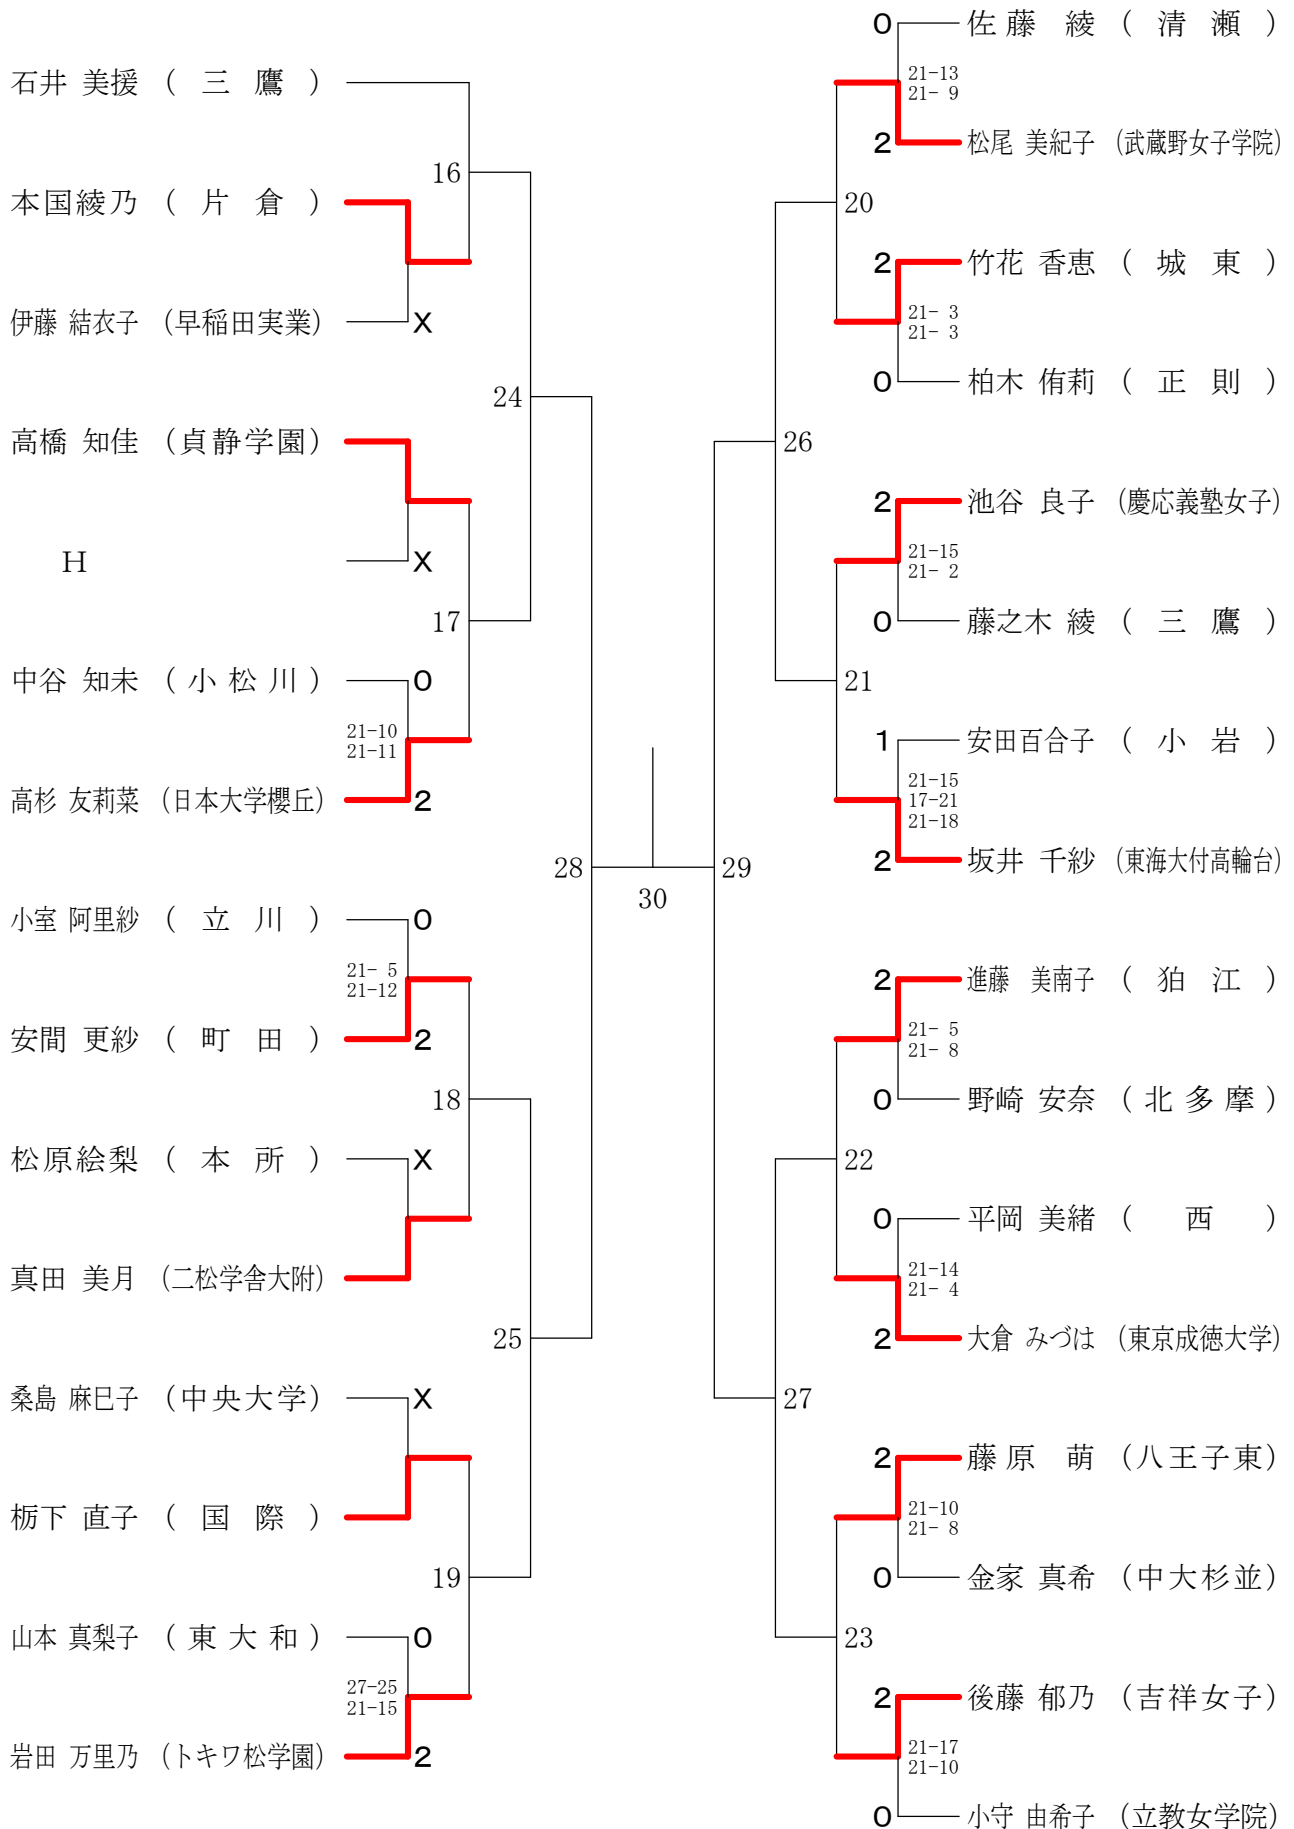 石井 美援 （ 三 鷹 ）
16
本国綾乃 （ 片 倉 ）
伊藤 結衣子 （早稲田実業） X
24
高橋 知佳 （貞静学園）
H X
17
中谷 知未 （ 小 松 川 ） 0
21-10
21-11
高杉 友莉菜 （日本大学櫻丘） 2
28
小室 阿里紗 （ 立 川 ） 0
21- 5
21-12
安間 更紗 （ 町 田 ） 2
18
松原絵梨 （ 本 所 ） X
真田 美月 （二松学舎大附）
25
桑島 麻巳子 （中央大学） X
栃下 直子 （ 国 際 ）
19
山本 真梨子 （ 東 大 和 ） 0
27-25
21-15
岩田 万里乃 （トキワ松学園） 2
30
0 佐 藤 綾 （ 清 瀬 ）
21-13
21- 9
2 松尾 美紀子 （武蔵野女子学院）
20
2 竹花 香恵 （ 城 東 ）
21- 3
21- 3
0 柏木 侑莉 （ 正 則 ）
26
2 池谷 良子 （慶応義塾女子）
21-15
21- 2
0 藤之木 綾 （ 三 鷹 ）
21
1 安田百合子 （ 小 岩 ）
21-15
17-21
21-18
2 坂井 千紗 （東海大付高輪台）
29
2 進藤 美南子 （ 狛 江 ）
21- 5
21- 8
0 野崎 安奈 （ 北 多 摩 ）
22
0 平岡 美緒 （ 西 ）
21-14
21- 4
2 大倉 みづは （東京成徳大学）
27
2 藤 原 萌 （八王子東）
21-10
21- 8
0 金家 真希 （中大杉並）
23
2 後藤 郁乃 （吉祥女子）
21-17
21-10
0 小守 由希子 （立教女学院）